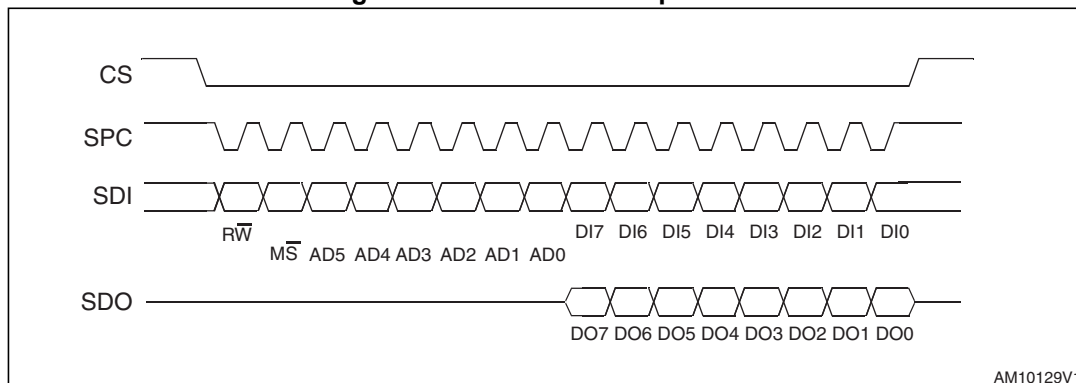 CS
SPC
SDI
RW̅
DI7 DI6 DI5 DI4 DI3 DI2 DI1 DI0
MS̅ AD5 AD4 AD3 AD2 AD1 AD0
SDO
DO7 DO6 DO5 DO4 DO3 DO2 DO1 DO0
AM10129V1